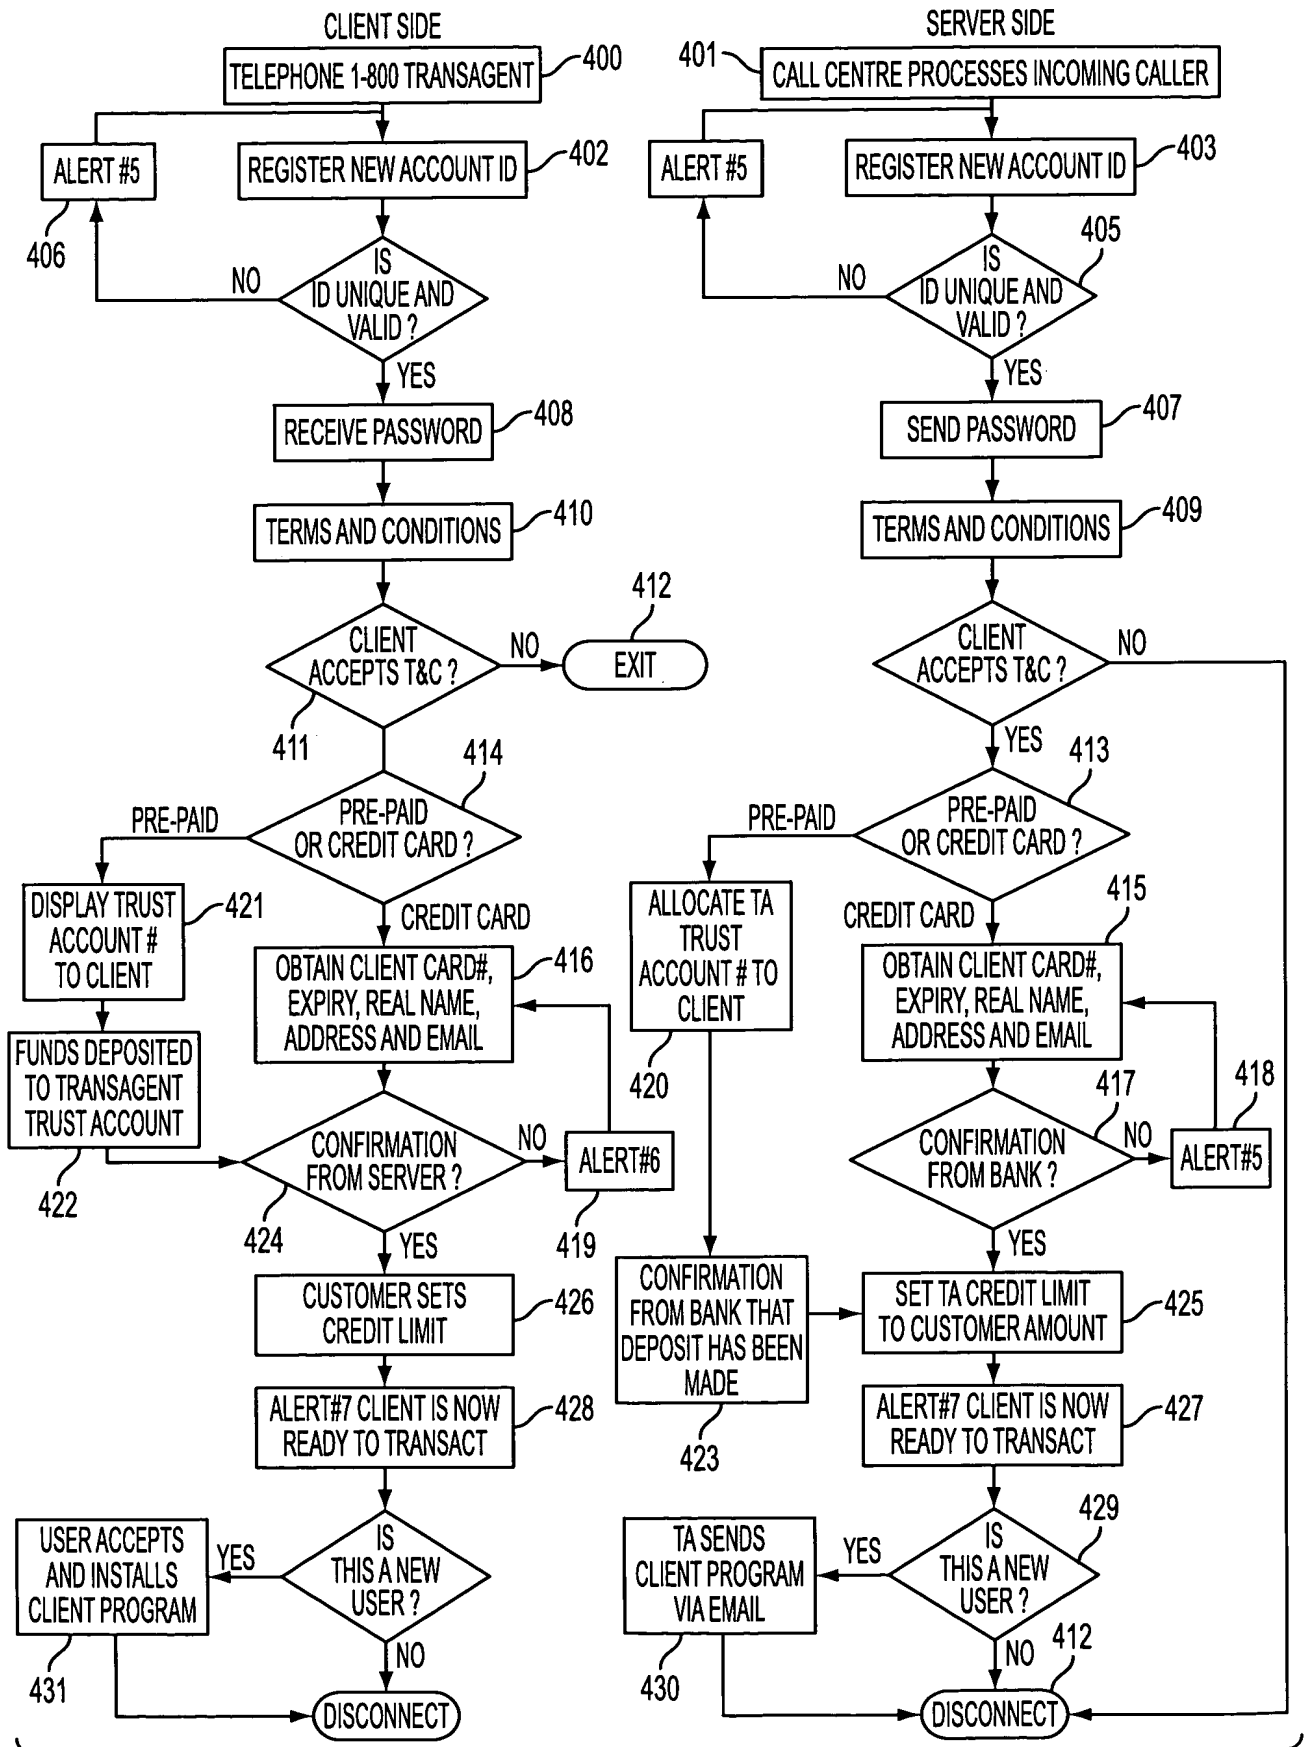 CLIENT SIDE
TELEPHONE 1-800 TRANSAGENT
400
ALERT #5
406
REGISTER NEW ACCOUNT ID
402
IS
ID UNIQUE AND
VALID ?
NO
YES
RECEIVE PASSWORD
408
TERMS AND CONDITIONS
410
CLIENT
ACCEPTS T&C ?
411
NO
EXIT
412
PRE-PAID
OR CREDIT CARD ?
414
PRE-PAID
DISPLAY TRUST
ACCOUNT #
TO CLIENT
421
FUNDS DEPOSITED
TO TRANSAGENT
TRUST ACCOUNT
422
CREDIT CARD
OBTAIN CLIENT CARD#,
EXPIRY, REAL NAME,
ADDRESS AND EMAIL
416
CONFIRMATION
FROM SERVER ?
424
NO
ALERT#6
419
YES
CUSTOMER SETS
CREDIT LIMIT
426
ALERT#7 CLIENT IS NOW
READY TO TRANSACT
428
IS
THIS A NEW
USER ?
YES
USER ACCEPTS
AND INSTALLS
CLIENT PROGRAM
431
NO
DISCONNECT
SERVER SIDE
401
CALL CENTRE PROCESSES INCOMING CALLER
ALERT #5
REGISTER NEW ACCOUNT ID
403
IS
ID UNIQUE AND
VALID ?
405
NO
YES
SEND PASSWORD
407
TERMS AND CONDITIONS
409
CLIENT
ACCEPTS T&C ?
NO
YES
PRE-PAID
OR CREDIT CARD ?
413
PRE-PAID
ALLOCATE TA
TRUST
ACCOUNT # TO
CLIENT
420
CREDIT CARD
OBTAIN CLIENT CARD#,
EXPIRY, REAL NAME,
ADDRESS AND EMAIL
415
CONFIRMATION
FROM BANK ?
417
NO
ALERT#5
418
YES
CONFIRMATION
FROM BANK THAT
DEPOSIT HAS BEEN
MADE
423
SET TA CREDIT LIMIT
TO CUSTOMER AMOUNT
425
ALERT#7 CLIENT IS NOW
READY TO TRANSACT
427
IS
THIS A NEW
USER ?
429
YES
TA SENDS
CLIENT PROGRAM
VIA EMAIL
430
NO
DISCONNECT
412